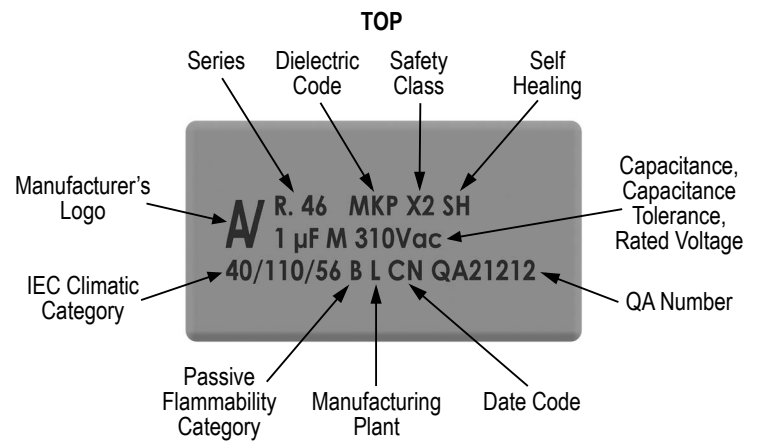 TOP
Series
Dielectric
Code
Safety
Class
Self
Healing
Manufacturer's
Logo
R. 46 MKP X2 SH
1 µF M 310Vac
40/110/56 B L CN QA21212
Capacitance,
Capacitance
Tolerance,
Rated Voltage
IEC Climatic
Category
QA Number
Passive
Flammability
Category
Manufacturing
Plant
Date Code